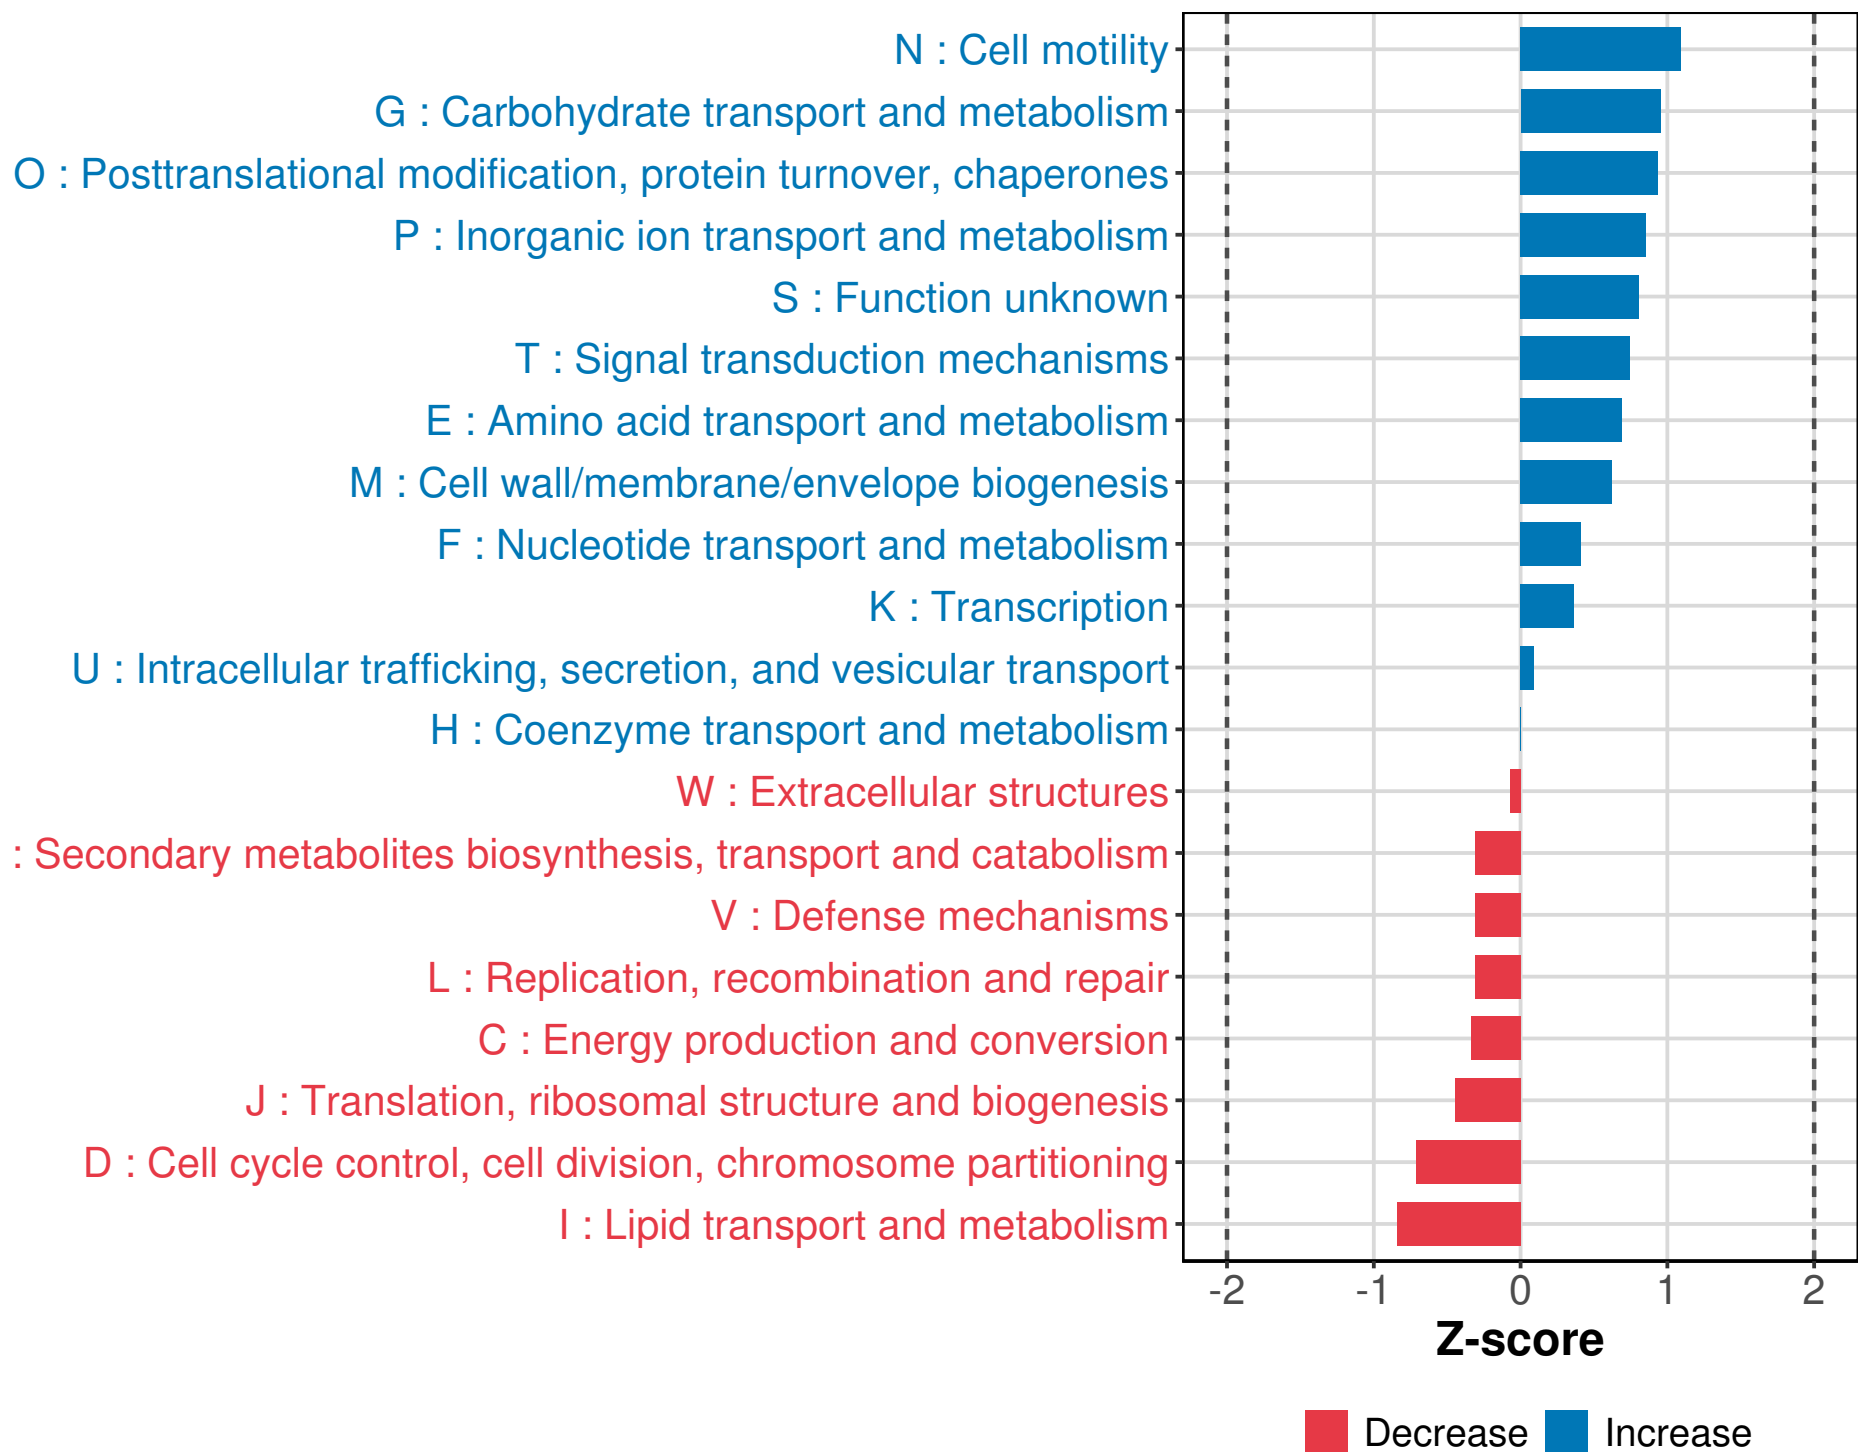 N : Cell motility
G : Carbohydrate transport and metabolism
O : Posttranslational modification, protein turnover, chaperones
P : Inorganic ion transport and metabolism
S : Function unknown
T : Signal transduction mechanisms
E : Amino acid transport and metabolism
M : Cell wall/membrane/envelope biogenesis
F : Nucleotide transport and metabolism
K : Transcription
U : Intracellular trafficking, secretion, and vesicular transport
H : Coenzyme transport and metabolism
W : Extracellular structures
: Secondary metabolites biosynthesis, transport and catabolism
V : Defense mechanisms
L : Replication, recombination and repair
C : Energy production and conversion
J : Translation, ribosomal structure and biogenesis
D : Cell cycle control, cell division, chromosome partitioning
I : Lipid transport and metabolism
-2 -1 0 1 2
Z-score
Decrease Increase